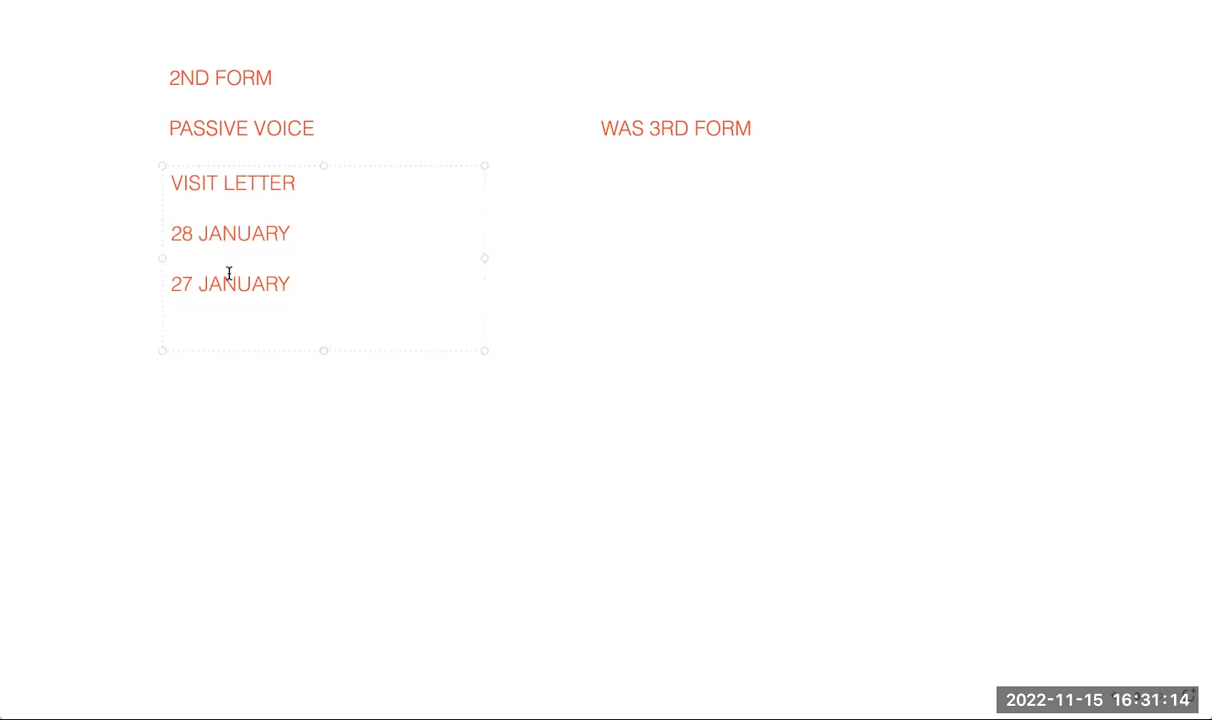 2ND FORM
PASSIVE VOICE
WAS 3RD FORM
VISIT LETTER
28 JANUARY
27 JANUARY
2022-11-15 16:31:14